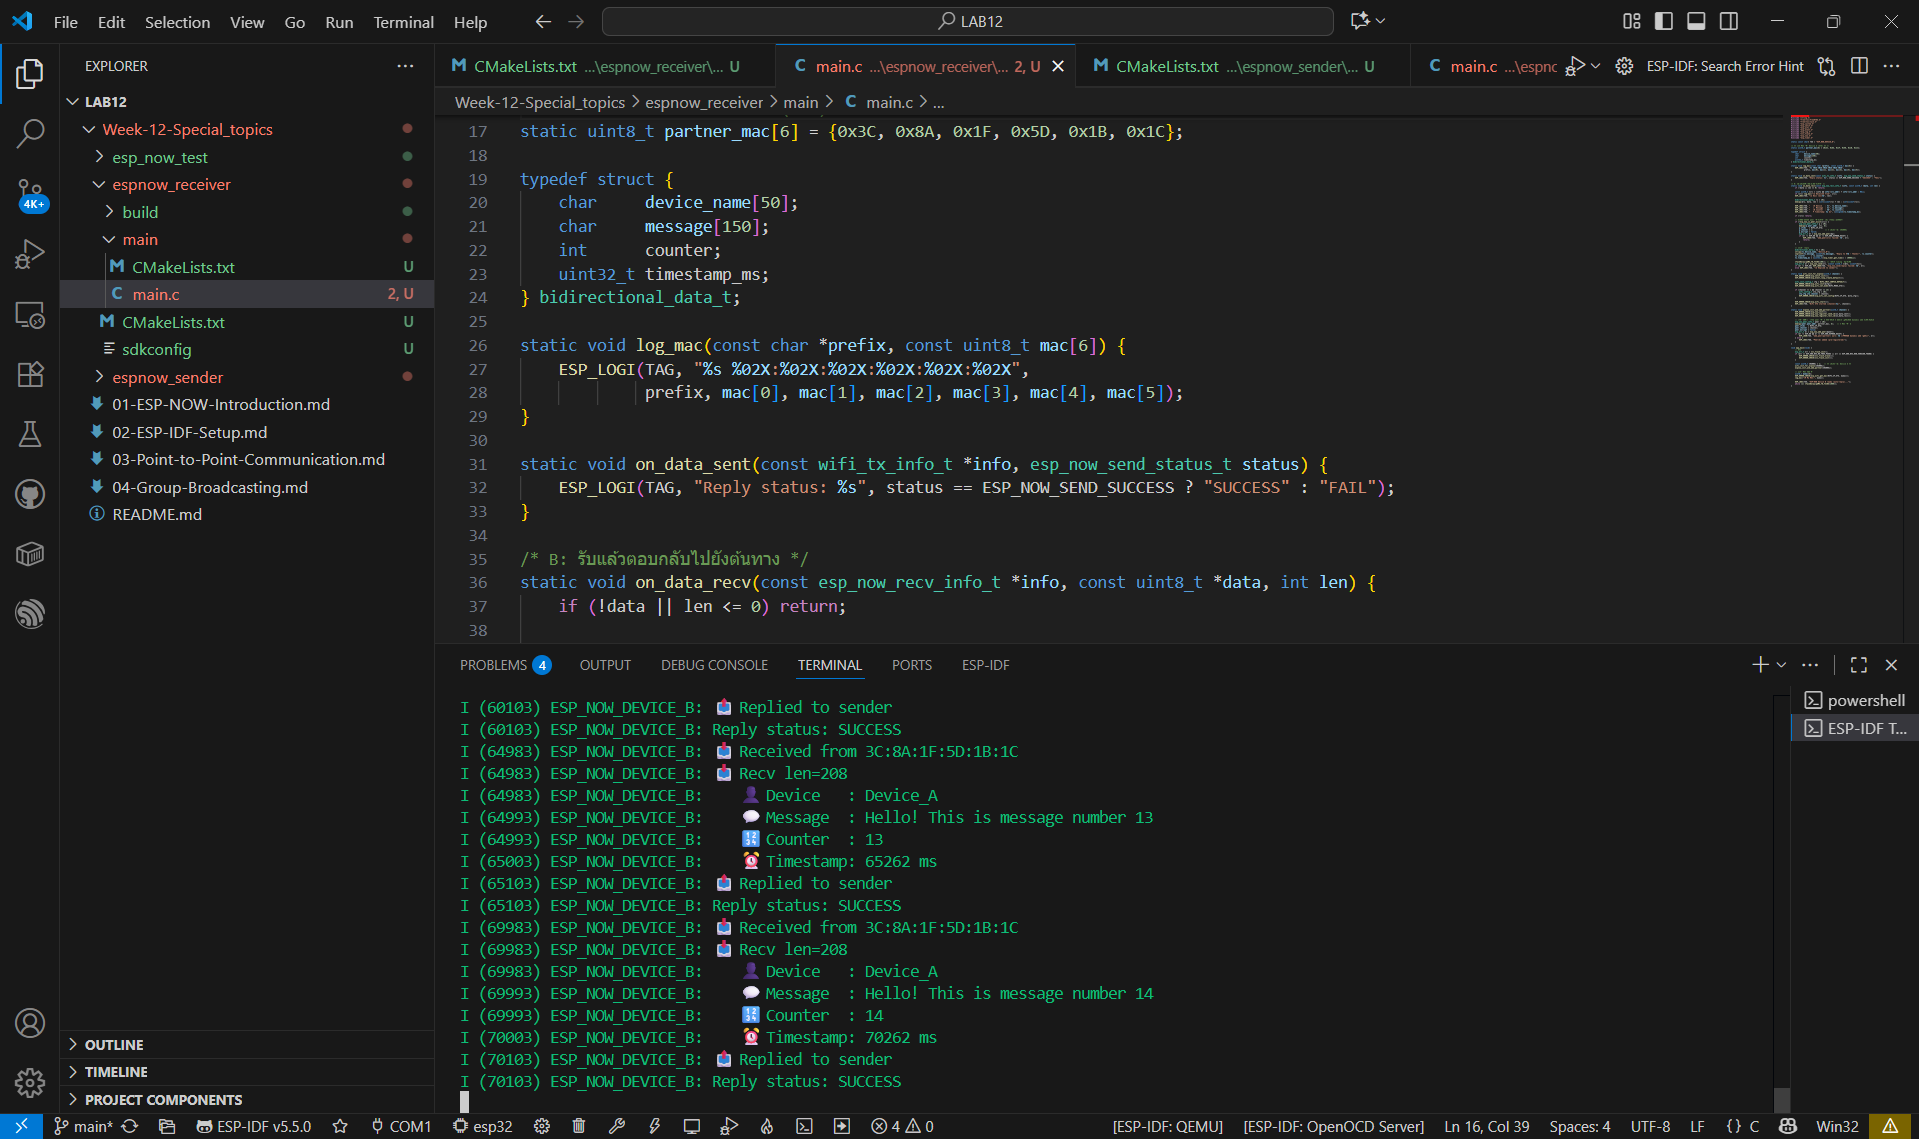 File Edit Selection View Go Run Terminal Help
LAB12
EXPLORER
LAB12
Week-12-Special_topics
esp_now_test
espnow_receiver
build
main
CMakeLists.txt U
main.c 2, U
CMakeLists.txt U
sdkconfig U
espnow_sender
01-ESP-NOW-Introduction.md
02-ESP-IDF-Setup.md
03-Point-to-Point-Communication.md
04-Group-Broadcasting.md
README.md
OUTLINE
TIMELINE
PROJECT COMPONENTS
4K+
CMakeLists.txt ...\espnow_receiver\... U
main.c ...\espnow_receiver\... 2, U
CMakeLists.txt ...\espnow_sender\... U
main.c ...\espnc
ESP-IDF: Search Error Hint
Week-12-Special_topics > espnow_receiver > main > C main.c > ...
17 static uint8_t partner_mac[6] = {0x3C, 0x8A, 0x1F, 0x5D, 0x1B, 0x1C};
18
19 typedef struct {
20 char device_name[50];
21 char message[150];
22 int counter;
23 uint32_t timestamp_ms;
24 } bidirectional_data_t;
25
26 static void log_mac(const char *prefix, const uint8_t mac[6]) {
27 ESP_LOGI(TAG, "%s %02X:%02X:%02X:%02X:%02X:%02X",
28 prefix, mac[0], mac[1], mac[2], mac[3], mac[4], mac[5]);
29 }
30
31 static void on_data_sent(const wifi_tx_info_t *info, esp_now_send_status_t status) {
32 ESP_LOGI(TAG, "Reply status: %s", status == ESP_NOW_SEND_SUCCESS ? "SUCCESS" : "FAIL");
33 }
34
35 /* B: รับแล้วตอบกลับไปยังต้นทาง */
36 static void on_data_recv(const esp_now_recv_info_t *info, const uint8_t *data, int len) {
37 if (!data || len <= 0) return;
38
PROBLEMS 4 OUTPUT DEBUG CONSOLE TERMINAL PORTS ESP-IDF
powershell
ESP-IDF T...
I (60103) ESP_NOW_DEVICE_B: 📤 Replied to sender
I (60103) ESP_NOW_DEVICE_B: Reply status: SUCCESS
I (64983) ESP_NOW_DEVICE_B: 📥 Received from 3C:8A:1F:5D:1B:1C
I (64983) ESP_NOW_DEVICE_B: 📥 Recv len=208
I (64983) ESP_NOW_DEVICE_B: 👤 Device : Device_A
I (64993) ESP_NOW_DEVICE_B: 💬 Message : Hello! This is message number 13
I (64993) ESP_NOW_DEVICE_B: 🔢 Counter : 13
I (65003) ESP_NOW_DEVICE_B: ⏰ Timestamp: 65262 ms
I (65103) ESP_NOW_DEVICE_B: 📤 Replied to sender
I (65103) ESP_NOW_DEVICE_B: Reply status: SUCCESS
I (69983) ESP_NOW_DEVICE_B: 📥 Received from 3C:8A:1F:5D:1B:1C
I (69983) ESP_NOW_DEVICE_B: 📥 Recv len=208
I (69983) ESP_NOW_DEVICE_B: 👤 Device : Device_A
I (69993) ESP_NOW_DEVICE_B: 💬 Message : Hello! This is message number 14
I (69993) ESP_NOW_DEVICE_B: 🔢 Counter : 14
I (70003) ESP_NOW_DEVICE_B: ⏰ Timestamp: 70262 ms
I (70103) ESP_NOW_DEVICE_B: 📤 Replied to sender
I (70103) ESP_NOW_DEVICE_B: Reply status: SUCCESS
main* ESP-IDF v5.5.0 COM1 esp32 4 0 [ESP-IDF: QEMU] [ESP-IDF: OpenOCD Server] Ln 16, Col 39 Spaces: 4 UTF-8 LF {} C Win32